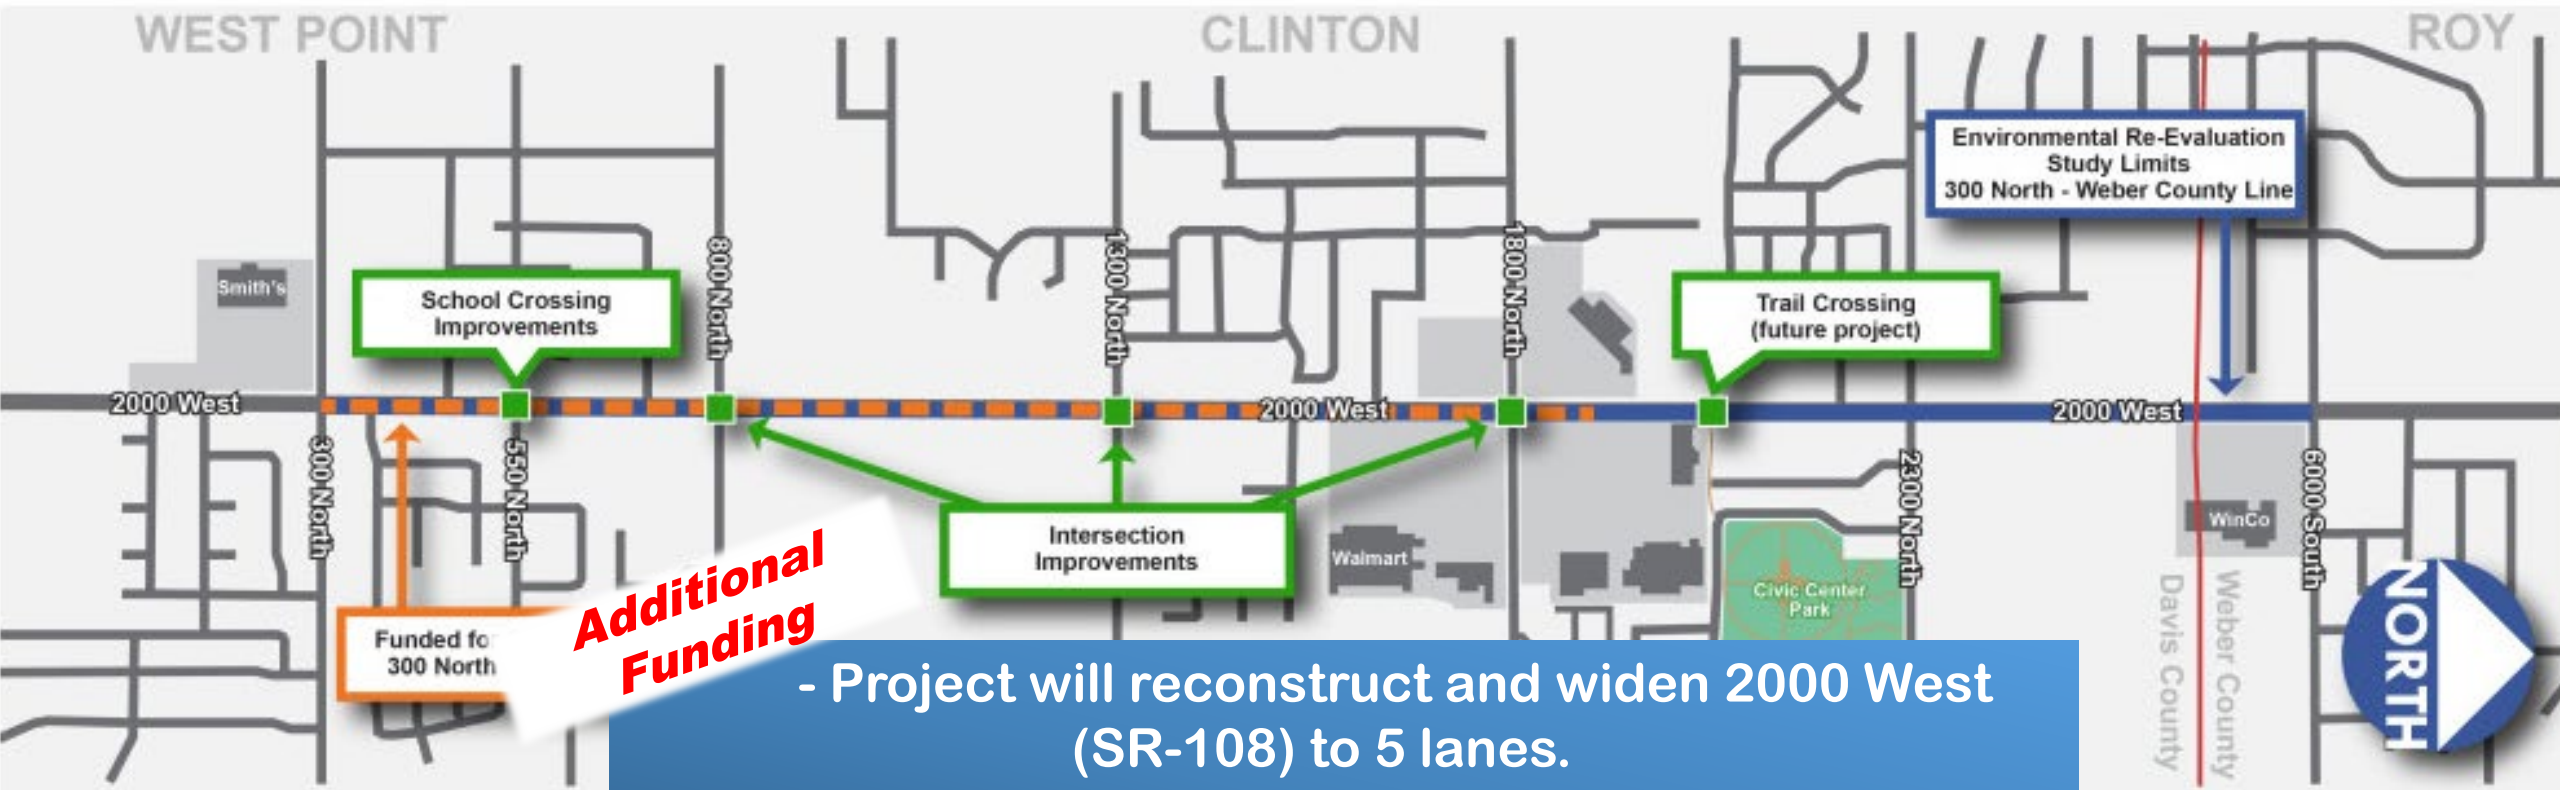 WEST POINT
CLINTON
ROY
Environmental Re-Evaluation
Study Limits
300 North - Weber County Line
Smith's
School Crossing
Improvements
800 North
1300 North
1800 North
Trail Crossing
(future project)
2000 West
2000 West
2000 West
300 North
550 North
2300 North
6000 South
Intersection
Improvements
Walmart
WinCo
Civic Center
Park
Davis County
Weber County
NORTH
Funded fo
300 North
Additional
Funding
- Project will reconstruct and widen 2000 West
(SR-108) to 5 lanes.